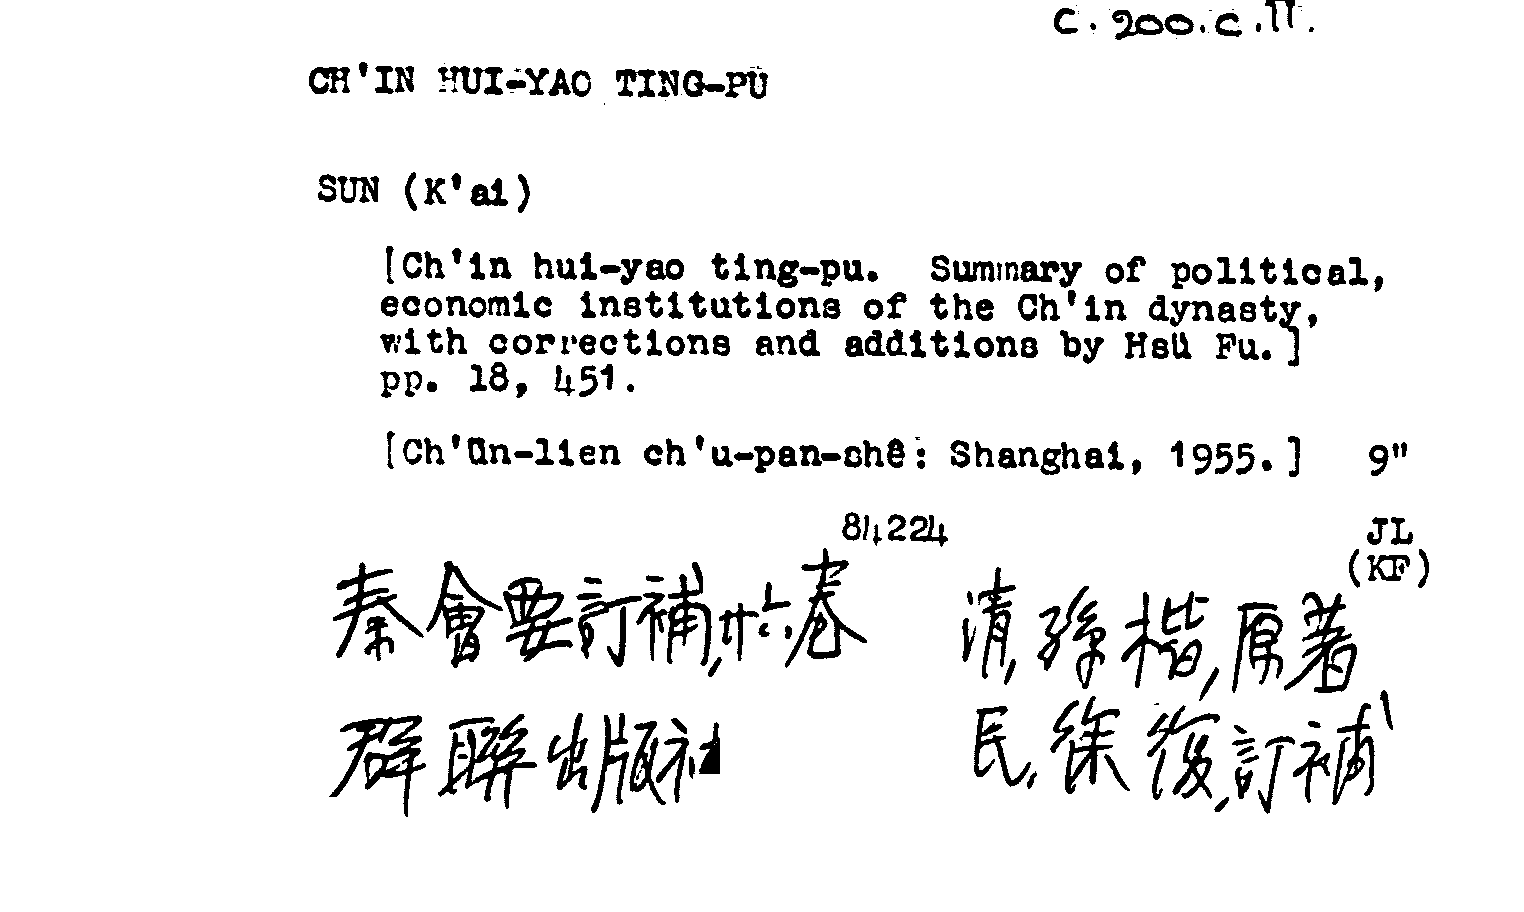 C. 200. c. 11.
CH'IN HUI-YAO TING-PU
SUN (K'ai)
[Ch'in hui-yao ting-pu. Summary of political,
economic institutions of the Ch'in dynasty,
with corrections and additions by Hsü Fu.]
pp. 18, 451.
[Ch'ün-lien ch'u-pan-shê: Shanghai, 1955.] 9"
84224 JL
(KF)
秦會要訂補,廿六卷 清,孫楷,原著
群聯出版社 民,徐復,訂補